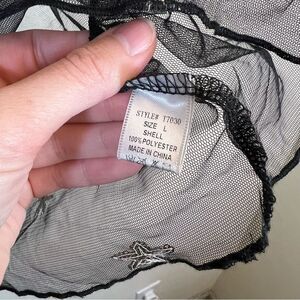 STYLE# T7030
SIZE L
SHELL
100% POLYESTER
MADE IN CHINA